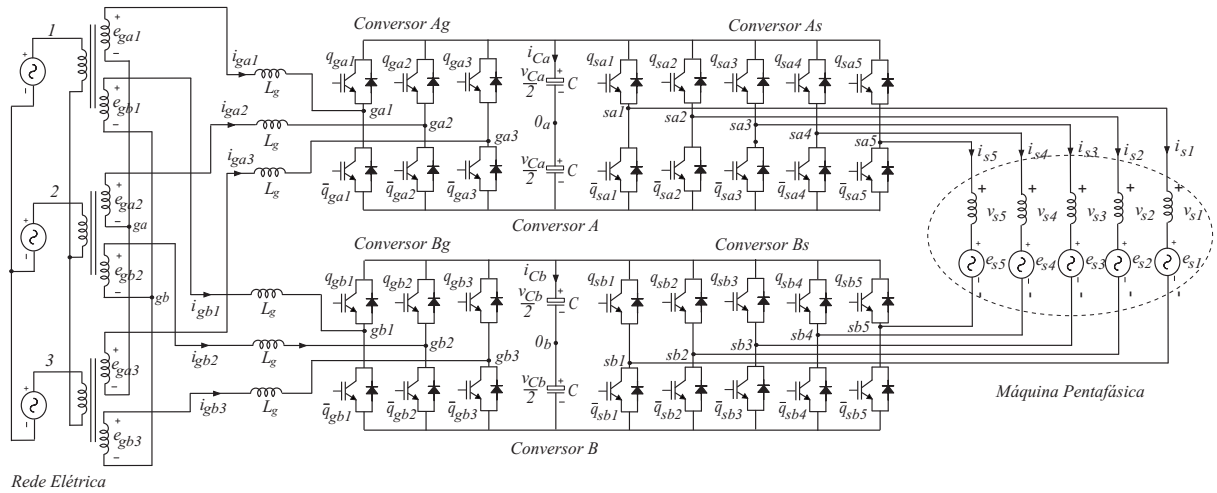 Conversor Ag
Conversor As
1
+
e_ga1
-
i_ga1
L_g
q_ga1 q_ga2 q_ga3
i_Ca
v_Ca/2
+
-
C
q_sa1 q_sa2 q_sa3 q_sa4 q_sa5
+
e_gb1
-
i_ga2
L_g
ga1
ga2
ga3
0_a
sa1
sa2
sa3
sa4
sa5
i_ga3
L_g
v_Ca/2
+
-
C
q̄_ga1 q̄_ga2 q̄_ga3
q̄_sa1 q̄_sa2 q̄_sa3 q̄_sa4 q̄_sa5
i_s5 i_s4 i_s3 i_s2 i_s1
2
+
e_ga2
-
ga
Conversor A
+ + + + +
v_s5 v_s4 v_s3 v_s2 v_s1
Conversor Bg
Conversor Bs
+
e_gb2
-
gb
+ + + + +
e_s5 e_s4 e_s3 e_s2 e_s1
- - - - -
i_gb1
L_g
q_gb1 q_gb2 q_gb3
i_Cb
v_Cb/2
+
-
C
q_sb1 q_sb2 q_sb3 q_sb4 q_sb5
gb1
gb2
gb3
0_b
sb1
sb2
sb3
sb4
sb5
3
+
e_ga3
-
i_gb2
L_g
v_Cb/2
+
-
C
i_gb3
L_g
q̄_gb1 q̄_gb2 q̄_gb3
q̄_sb1 q̄_sb2 q̄_sb3 q̄_sb4 q̄_sb5
Máquina Pentafásica
+
e_gb3
-
Conversor B
Rede Elétrica